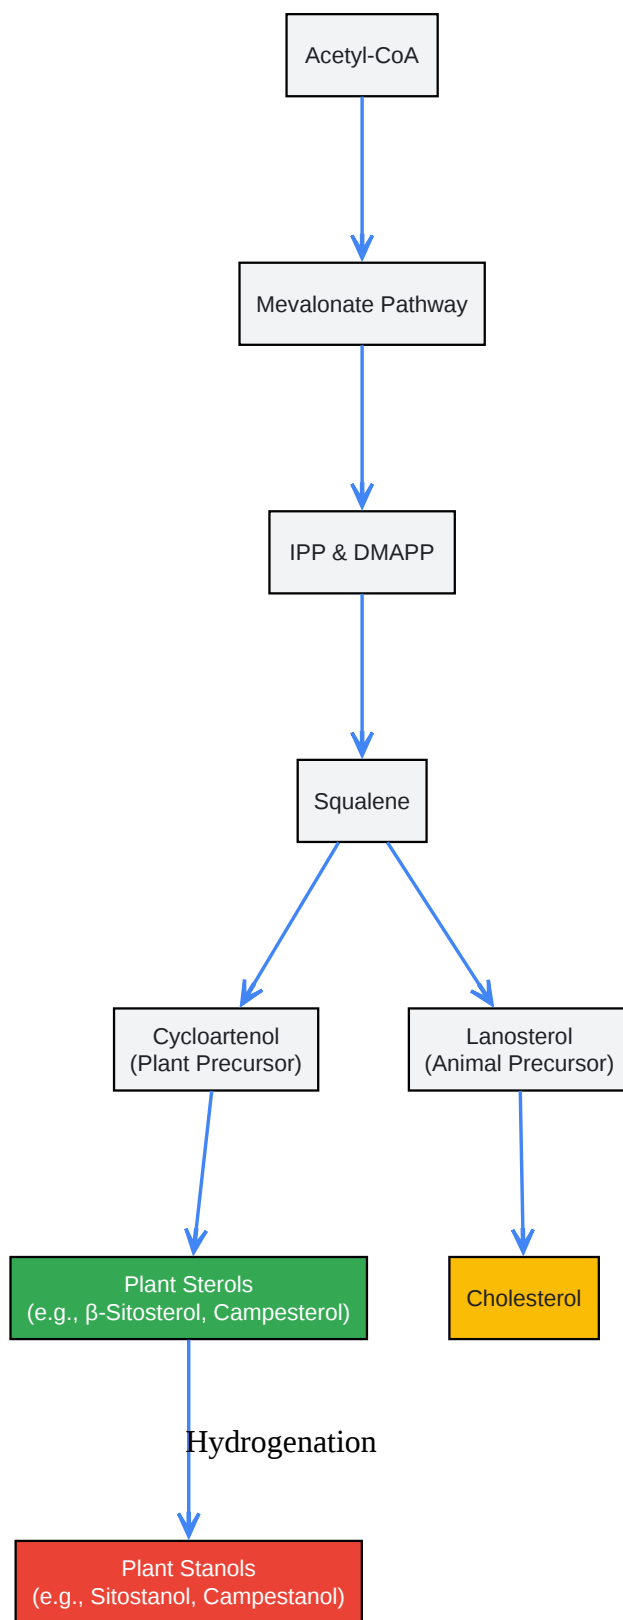 Acetyl-CoA
Mevalonate Pathway
IPP & DMAPP
Squalene
Cycloartenol
(Plant Precursor)
Lanosterol
(Animal Precursor)
Plant Sterols
(e.g., β-Sitosterol, Campesterol)
Cholesterol
Hydrogenation
Plant Stanols
(e.g., Sitostanol, Campestanol)